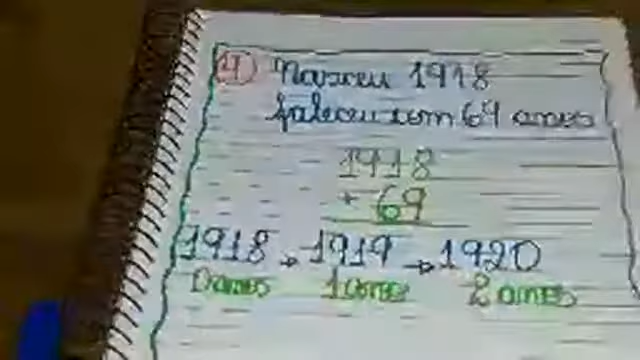 4) Nasceu 1918
faleceu com 69 anos
1918
+ 69
1918 → 1919 → 1920
0 anos 1 ano 2 anos